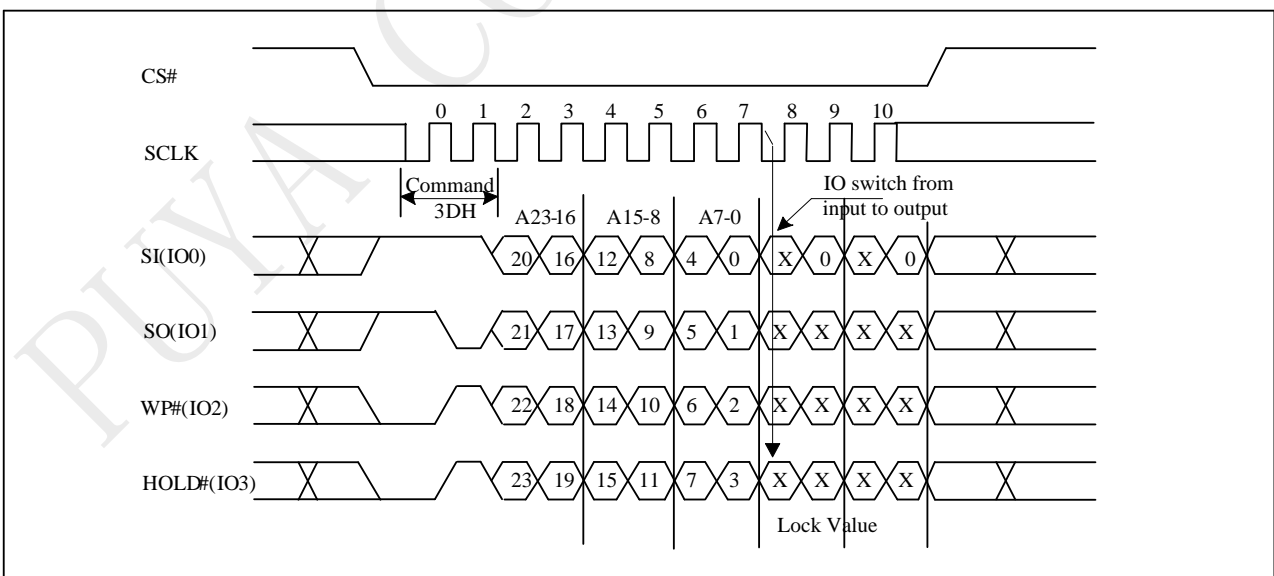 PUYA CO
CS#
0 1 2 3 4 5 6 7 8 9 10
SCLK
Command
3DH
IO switch from
input to output
A23-16 A15-8 A7-0
SI(IO0) 20 16 12 8 4 0 X 0 X 0
SO(IO1) 21 17 13 9 5 1 X X X X
WP#(IO2) 22 18 14 10 6 2 X X X X
HOLD#(IO3) 23 19 15 11 7 3 X X X X
Lock Value